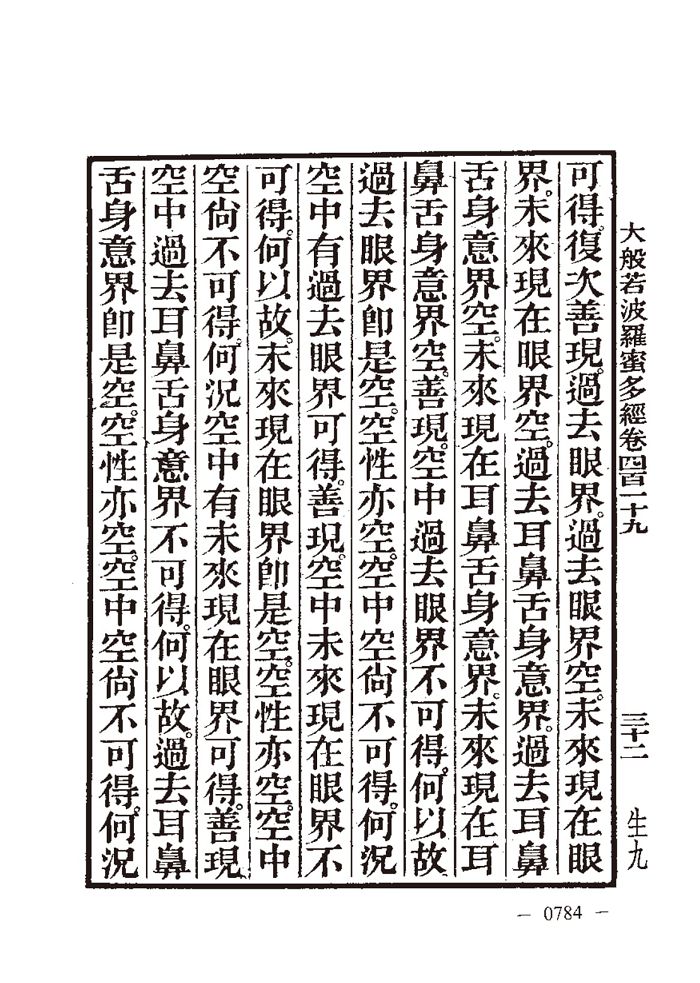 大般若波羅蜜多經卷四百一十九 三十二 生九
可得。復次善現。過去眼界。過去眼界空。未來現在眼
界。未來現在眼界空。過去耳鼻舌身意界。過去耳鼻
舌身意界空。未來現在耳鼻舌身意界。未來現在耳
鼻舌身意界空。善現。空中過去眼界不可得。何以故
過去眼界卽是空。空性亦空。空中空尙不可得。何況
空中有過去眼界可得。善現。空中未來現在眼界不
可得。何以故。未來現在眼界卽是空。空性亦空。空中
空尙不可得。何況空中有未來現在眼界可得。善現
空中過去耳鼻舌身意界不可得。何以故。過去耳鼻
舌身意界卽是空。空性亦空。空中空尙不可得。何況
— 0784 —